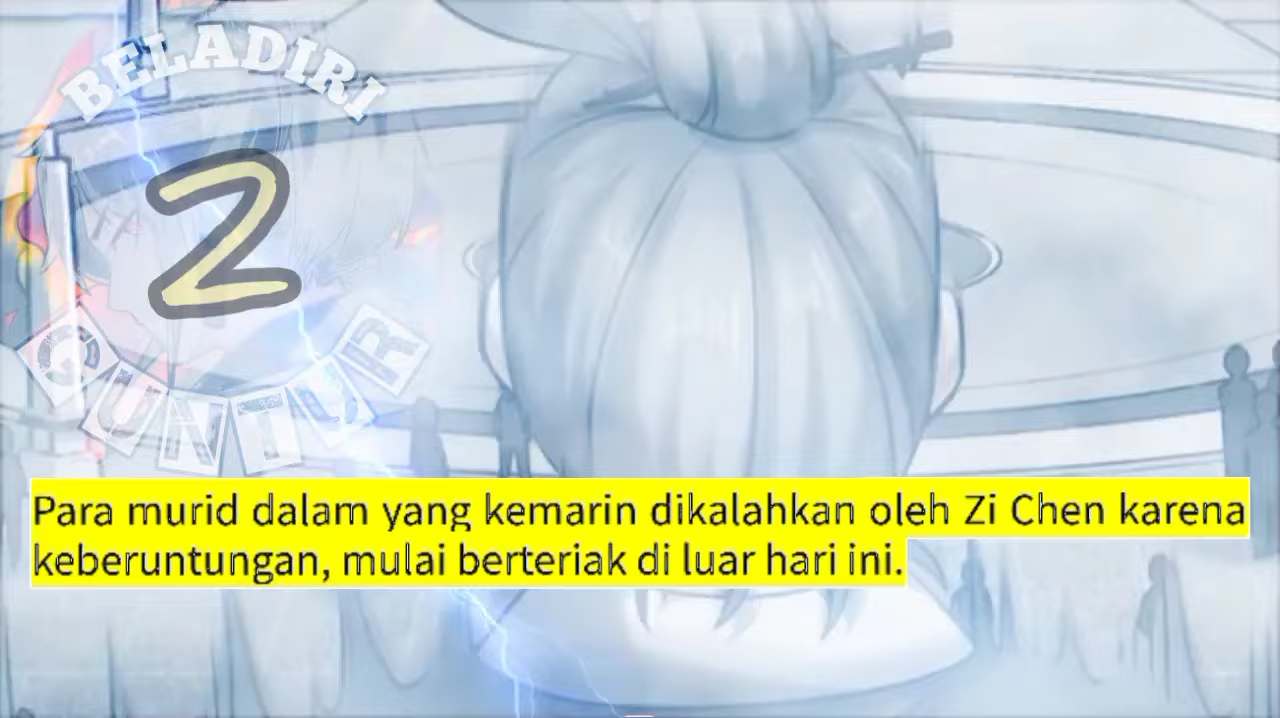 BELADIRI
2
GUNTUR
Para murid dalam yang kemarin dikalahkan oleh Zi Chen karena
keberuntungan, mulai berteriak di luar hari ini.